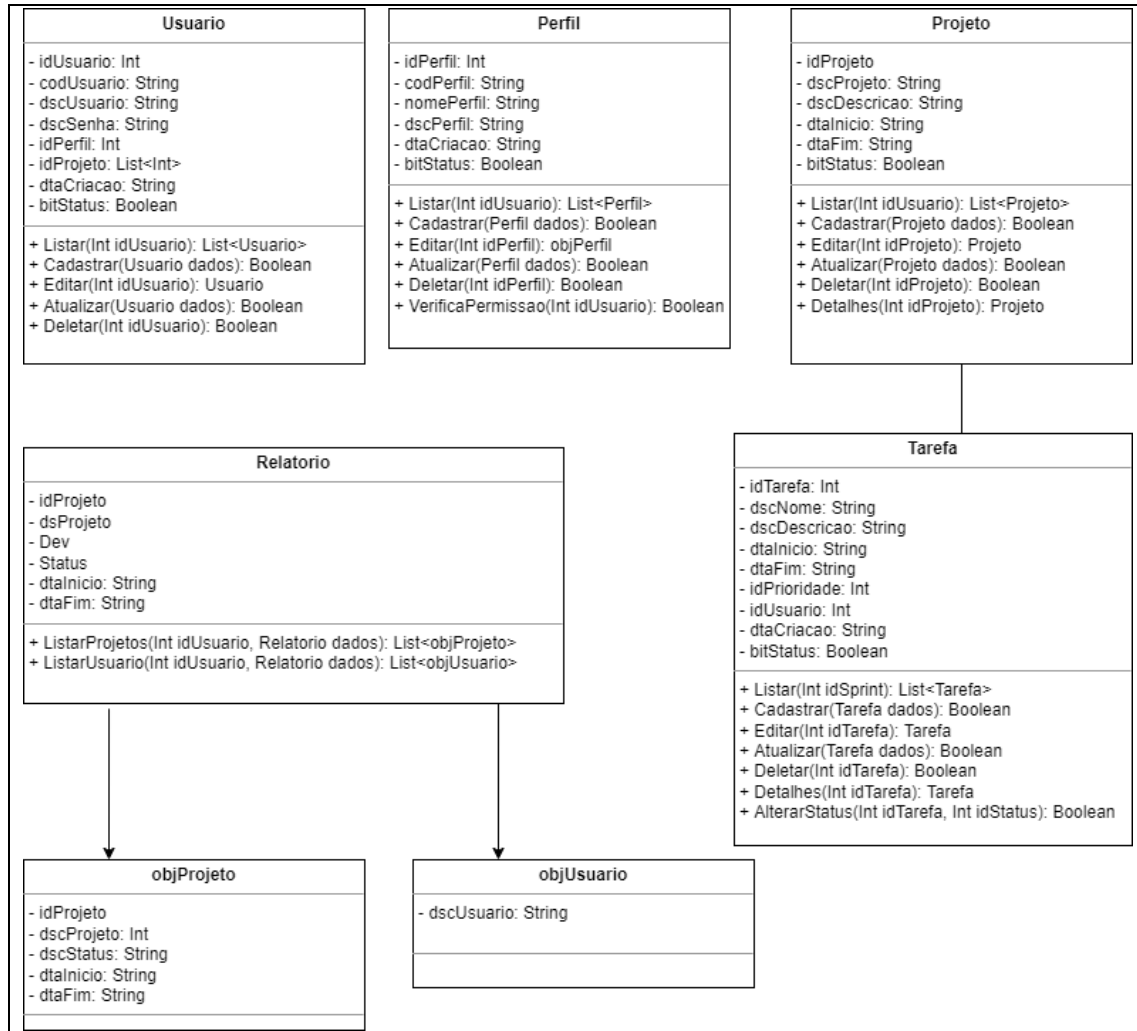 Usuario
- idUsuario: Int
- codUsuario: String
- dscUsuario: String
- dscSenha: String
- idPerfil: Int
- idProjeto: List<Int>
- dtaCriacao: String
- bitStatus: Boolean
+ Listar(Int idUsuario): List<Usuario>
+ Cadastrar(Usuario dados): Boolean
+ Editar(Int idUsuario): Usuario
+ Atualizar(Usuario dados): Boolean
+ Deletar(Int idUsuario): Boolean
Perfil
- idPerfil: Int
- codPerfil: String
- nomePerfil: String
- dscPerfil: String
- dtaCriacao: String
- bitStatus: Boolean
+ Listar(Int idUsuario): List<Perfil>
+ Cadastrar(Perfil dados): Boolean
+ Editar(Int idPerfil): objPerfil
+ Atualizar(Perfil dados): Boolean
+ Deletar(Int idPerfil): Boolean
+ VerificaPermissao(Int idUsuario): Boolean
Projeto
- idProjeto
- dscProjeto: String
- dscDescricao: String
- dtaInicio: String
- dtaFim: String
- bitStatus: Boolean
+ Listar(Int idUsuario): List<Projeto>
+ Cadastrar(Projeto dados): Boolean
+ Editar(Int idProjeto): Projeto
+ Atualizar(Projeto dados): Boolean
+ Deletar(Int idProjeto): Boolean
+ Detalhes(Int idProjeto): Projeto
Relatorio
- idProjeto
- dsProjeto
- Dev
- Status
- dtaInicio: String
- dtaFim: String
+ ListarProjetos(Int idUsuario, Relatorio dados): List<objProjeto>
+ ListarUsuario(Int idUsuario, Relatorio dados): List<objUsuario>
Tarefa
- idTarefa: Int
- dscNome: String
- dscDescricao: String
- dtaInicio: String
- dtaFim: String
- idPrioridade: Int
- idUsuario: Int
- dtaCriacao: String
- bitStatus: Boolean
+ Listar(Int idSprint): List<Tarefa>
+ Cadastrar(Tarefa dados): Boolean
+ Editar(Int idTarefa): Tarefa
+ Atualizar(Tarefa dados): Boolean
+ Deletar(Int idTarefa): Boolean
+ Detalhes(Int idTarefa): Tarefa
+ AlterarStatus(Int idTarefa, Int idStatus): Boolean
objProjeto
- idProjeto
- dscProjeto: Int
- dscStatus: String
- dtaInicio: String
- dtaFim: String
objUsuario
- dscUsuario: String